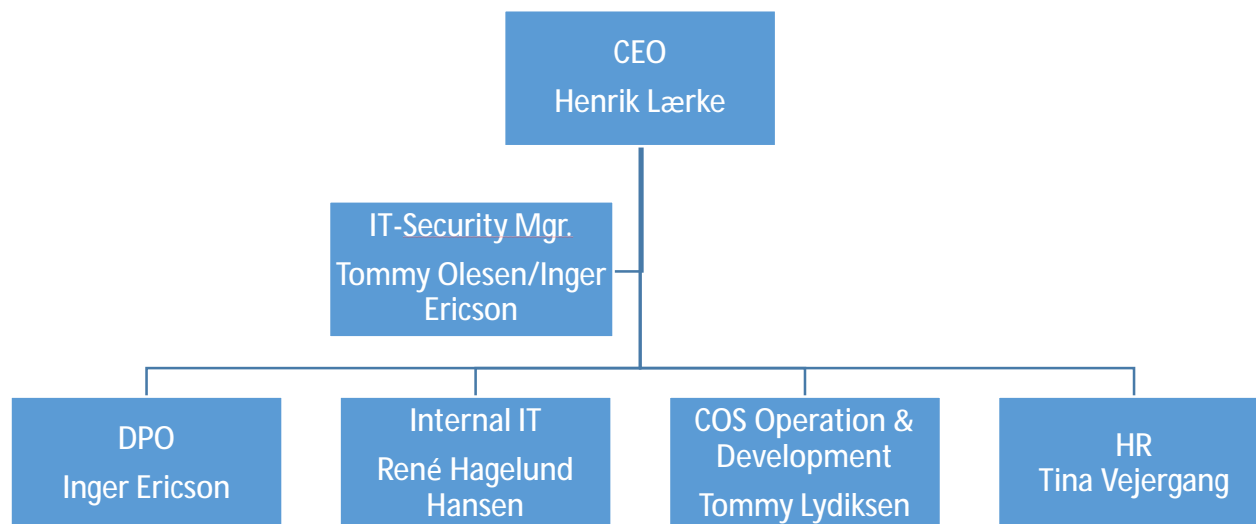 CEO
Henrik Lærke
IT-Security Mgr.
Tommy Olesen/Inger
Ericson
DPO
Inger Ericson
Internal IT
René Hagelund
Hansen
COS Operation &
Development
Tommy Lydiksen
HR
Tina Vejergang